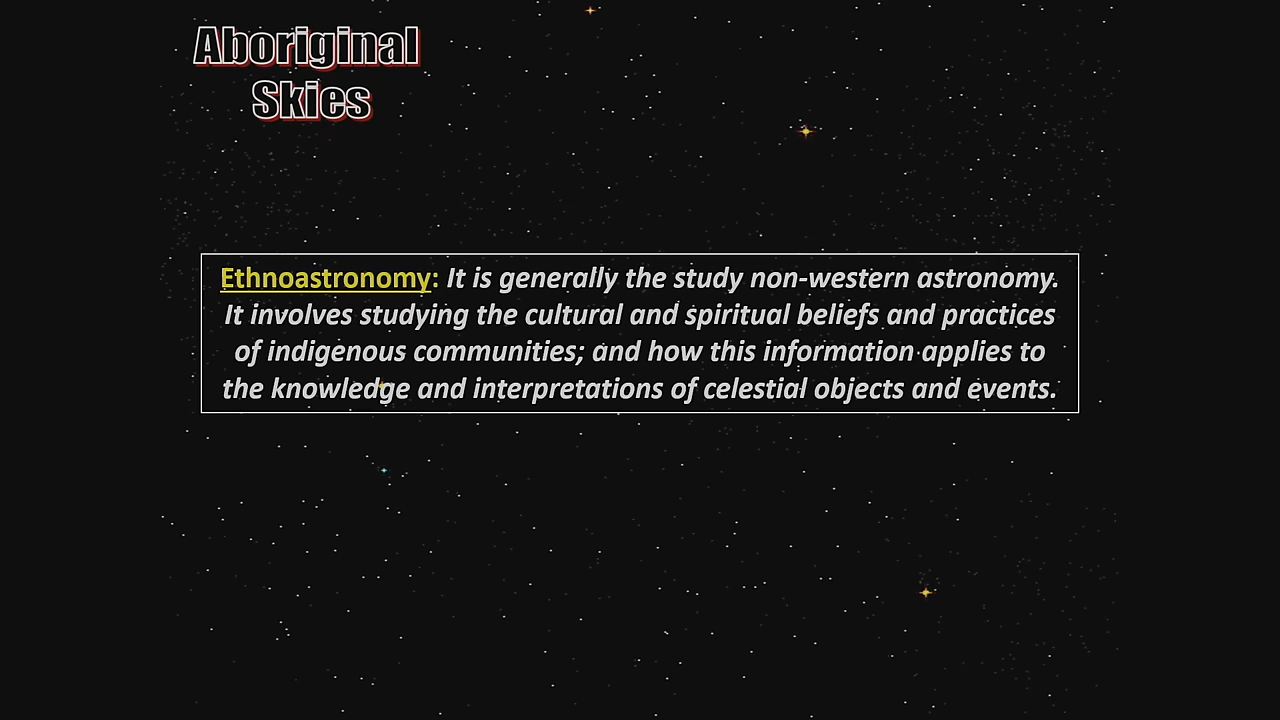 Aboriginal
Skies
Ethnoastronomy: It is generally the study non-western astronomy.
It involves studying the cultural and spiritual beliefs and practices
of indigenous communities; and how this information applies to
the knowledge and interpretations of celestial objects and events.